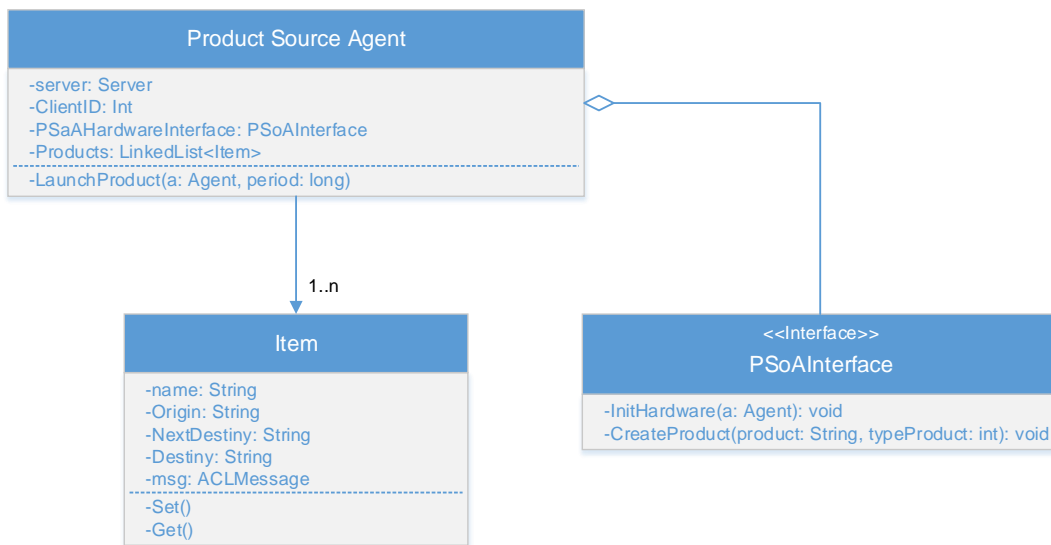 Product Source Agent
-server: Server
-ClientID: Int
-PSaAHardwareInterface: PSoAInterface
-Products: LinkedList<Item>
-LaunchProduct(a: Agent, period: long)
1..n
Item
-name: String
-Origin: String
-NextDestiny: String
-Destiny: String
-msg: ACLMessage
-Set()
-Get()
<<Interface>>
PSoAInterface
-InitHardware(a: Agent): void
-CreateProduct(product: String, typeProduct: int): void